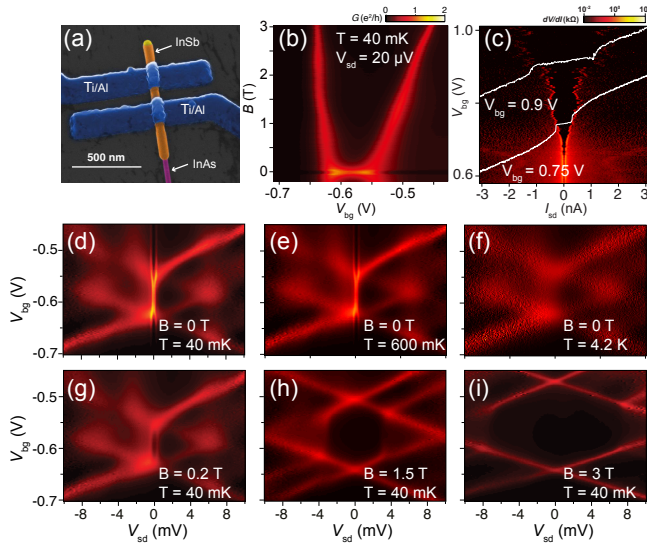 G (e²/h)
0 1 2
dV/dI (kΩ)
10⁻² 10⁰ 10²
(a)
InSb
Ti/Al
Ti/Al
500 nm
InAs
(b)
T = 40 mK
V_sd = 20 μV
B (T)
3
2
1
0
-0.7 -0.6 -0.5
V_bg (V)
(c)
1.0
V_bg (V)
0.6
V_bg = 0.9 V
V_bg = 0.75 V
-3 -2 -1 0 1 2 3
I_sd (nA)
(d)
-0.5
-0.6
-0.7
V_bg (V)
B = 0 T
T = 40 mK
(e)
B = 0 T
T = 600 mK
(f)
B = 0 T
T = 4.2 K
(g)
-0.5
-0.6
-0.7
V_bg (V)
B = 0.2 T
T = 40 mK
-8 -4 0 4 8
V_sd (mV)
(h)
B = 1.5 T
T = 40 mK
-8 -4 0 4 8
V_sd (mV)
(i)
B = 3 T
T = 40 mK
-8 -4 0 4 8
V_sd (mV)